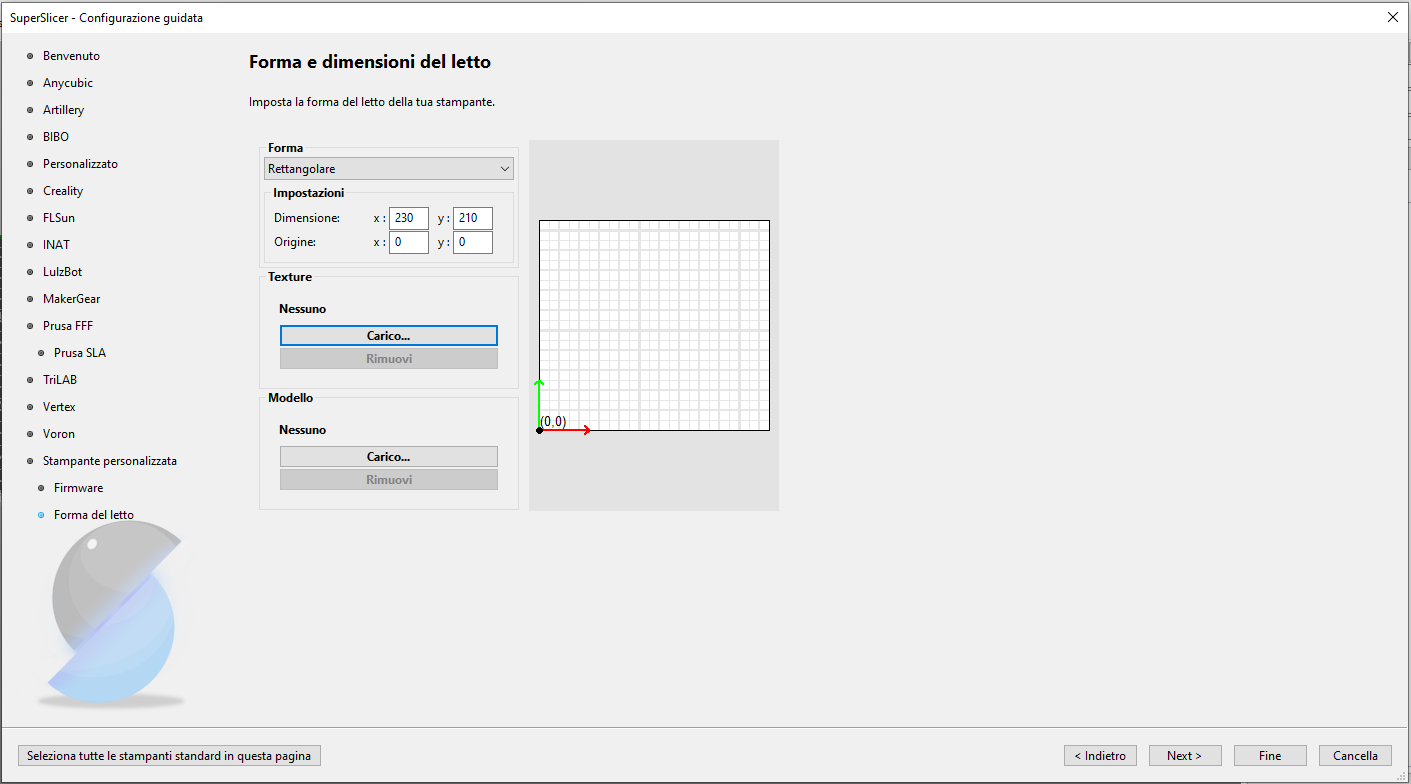 SuperSlicer - Configurazione guidata
Benvenuto
Anycubic
Artillery
BIBO
Personalizzato
Creality
FLSun
INAT
LulzBot
MakerGear
Prusa FFF
Prusa SLA
TriLAB
Vertex
Voron
Stampante personalizzata
Firmware
Forma del letto
Forma e dimensioni del letto
Imposta la forma del letto della tua stampante.
Forma
Rettangolare
Impostazioni
Dimensione: x : 230 y : 210
Origine: x : 0 y : 0
Texture
Nessuno
Carico...
Rimuovi
Modello
Nessuno
Carico...
Rimuovi
(0,0)
Seleziona tutte le stampanti standard in questa pagina
< Indietro
Next >
Fine
Cancella